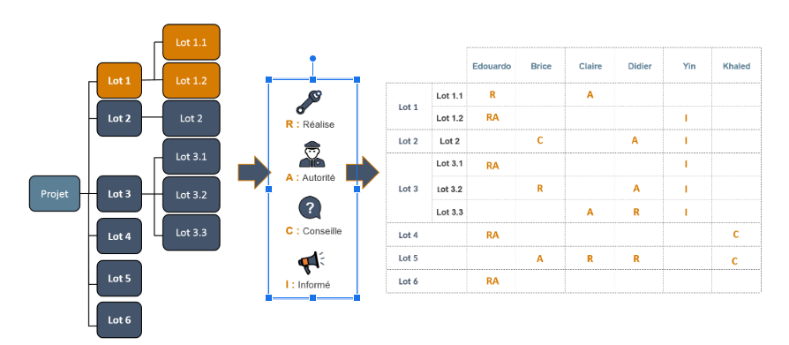 Projet
Lot 1
Lot 1.1
Lot 1.2
Lot 2
Lot 2
Lot 3
Lot 3.1
Lot 3.2
Lot 3.3
Lot 4
Lot 5
Lot 6
R : Réalise
A : Autorité
C : Conseille
I : Informé
Edouardo Brice Claire Didier Yin Khaled
Lot 1
Lot 1.1 R A
Lot 1.2 RA I
Lot 2 Lot 2 C A I
Lot 3
Lot 3.1 RA I
Lot 3.2 R A I
Lot 3.3 A R I
Lot 4 RA C
Lot 5 A R R C
Lot 6 RA